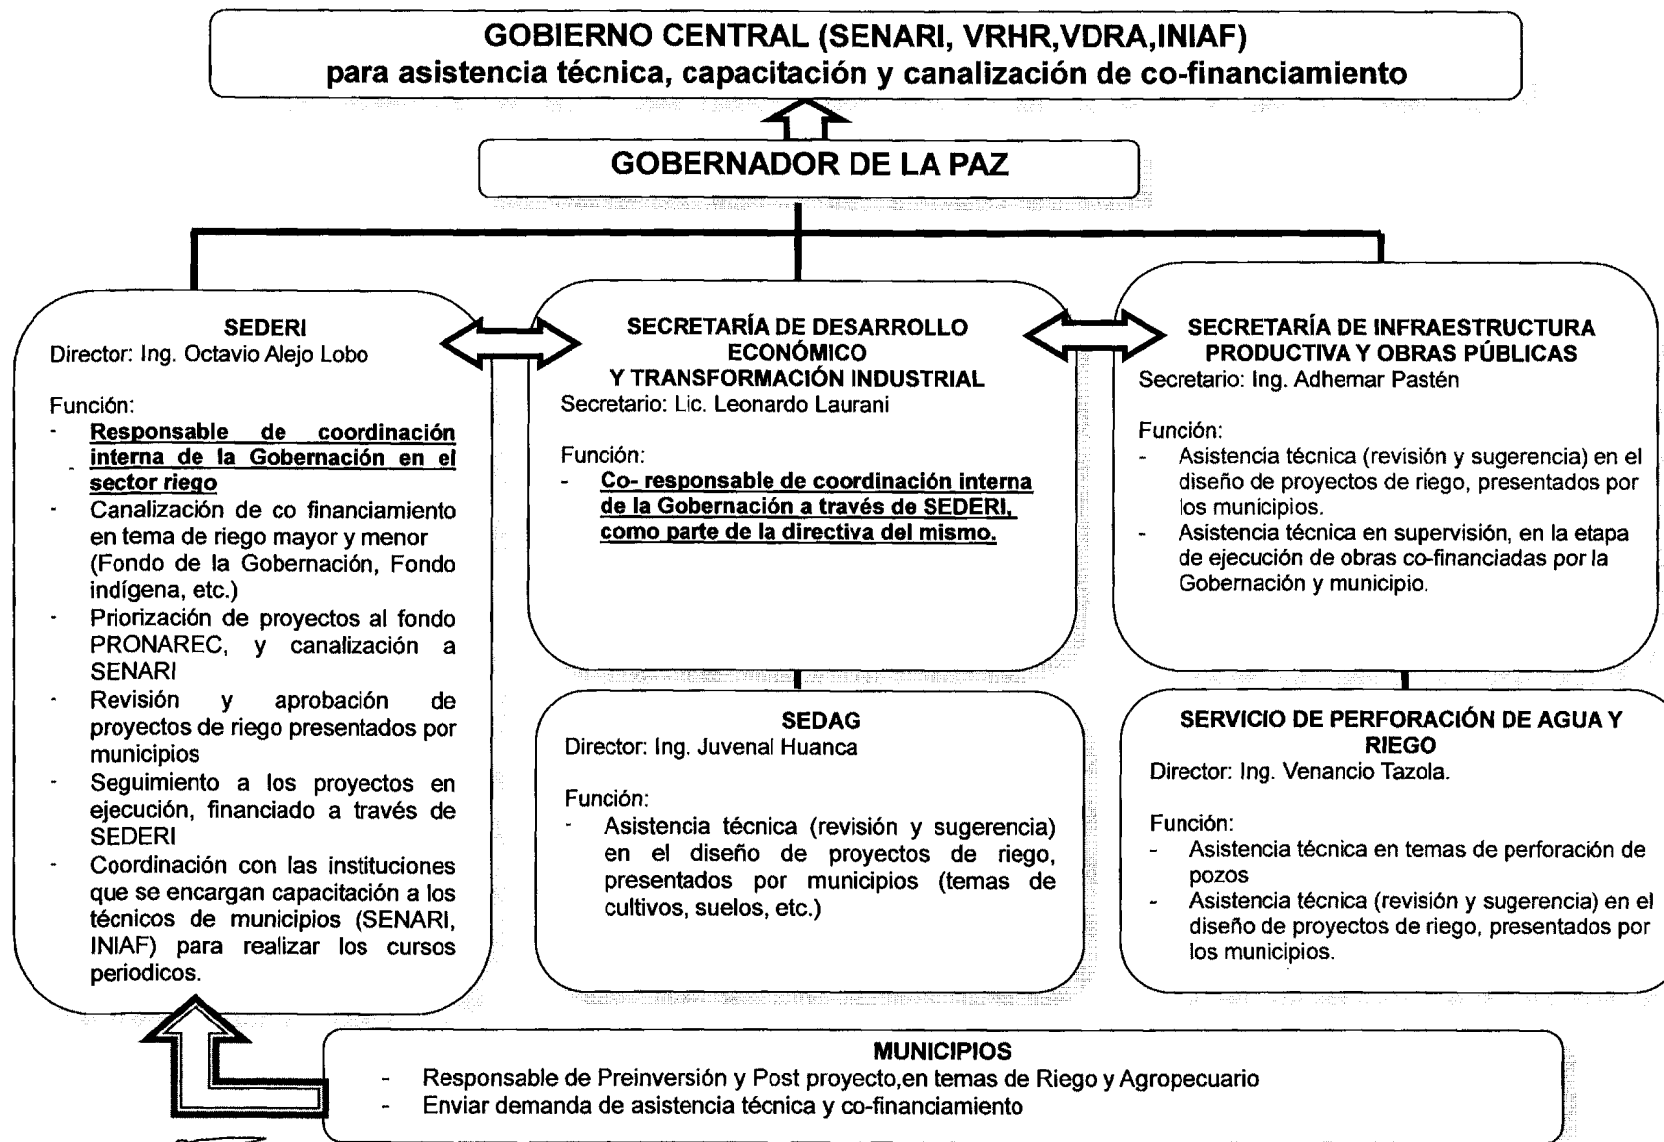 GOBIERNO CENTRAL (SENARI, VRHR,VDRA,INIAF)
para asistencia técnica, capacitación y canalización de co-financiamiento
GOBERNADOR DE LA PAZ
SEDERI
Director: Ing. Octavio Alejo Lobo
Función:
- Responsable de coordinación
interna de la Gobernación en el
sector riego
- Canalización de co financiamiento
en tema de riego mayor y menor
(Fondo de la Gobernación, Fondo
indígena, etc.)
- Priorización de proyectos al fondo
PRONAREC, y canalización a
SENARI
- Revisión y aprobación de
proyectos de riego presentados por
municipios
- Seguimiento a los proyectos en
ejecución, financiado a través de
SEDERI
- Coordinación con las instituciones
que se encargan capacitación a los
técnicos de municipios (SENARI,
INIAF) para realizar los cursos
periodicos.
SECRETARÍA DE DESARROLLO
ECONÓMICO
Y TRANSFORMACIÓN INDUSTRIAL
Secretario: Lic. Leonardo Laurani
Función:
- Co- responsable de coordinación interna
de la Gobernación a través de SEDERI,
como parte de la directiva del mismo.
SECRETARÍA DE INFRAESTRUCTURA
PRODUCTIVA Y OBRAS PÚBLICAS
Secretario: Ing. Adhemar Pastén
Función:
- Asistencia técnica (revisión y sugerencia) en el
diseño de proyectos de riego, presentados por
los municipios.
- Asistencia técnica en supervisión, en la etapa
de ejecución de obras co-financiadas por la
Gobernación y municipio.
SEDAG
Director: Ing. Juvenal Huanca
Función:
- Asistencia técnica (revisión y sugerencia)
en el diseño de proyectos de riego,
presentados por municipios (temas de
cultivos, suelos, etc.)
SERVICIO DE PERFORACIÓN DE AGUA Y
RIEGO
Director: Ing. Venancio Tazola.
Función:
- Asistencia técnica en temas de perforación de
pozos
- Asistencia técnica (revisión y sugerencia) en el
diseño de proyectos de riego, presentados por
los municipios.
MUNICIPIOS
- Responsable de Preinversión y Post proyecto,en temas de Riego y Agropecuario
- Enviar demanda de asistencia técnica y co-financiamiento